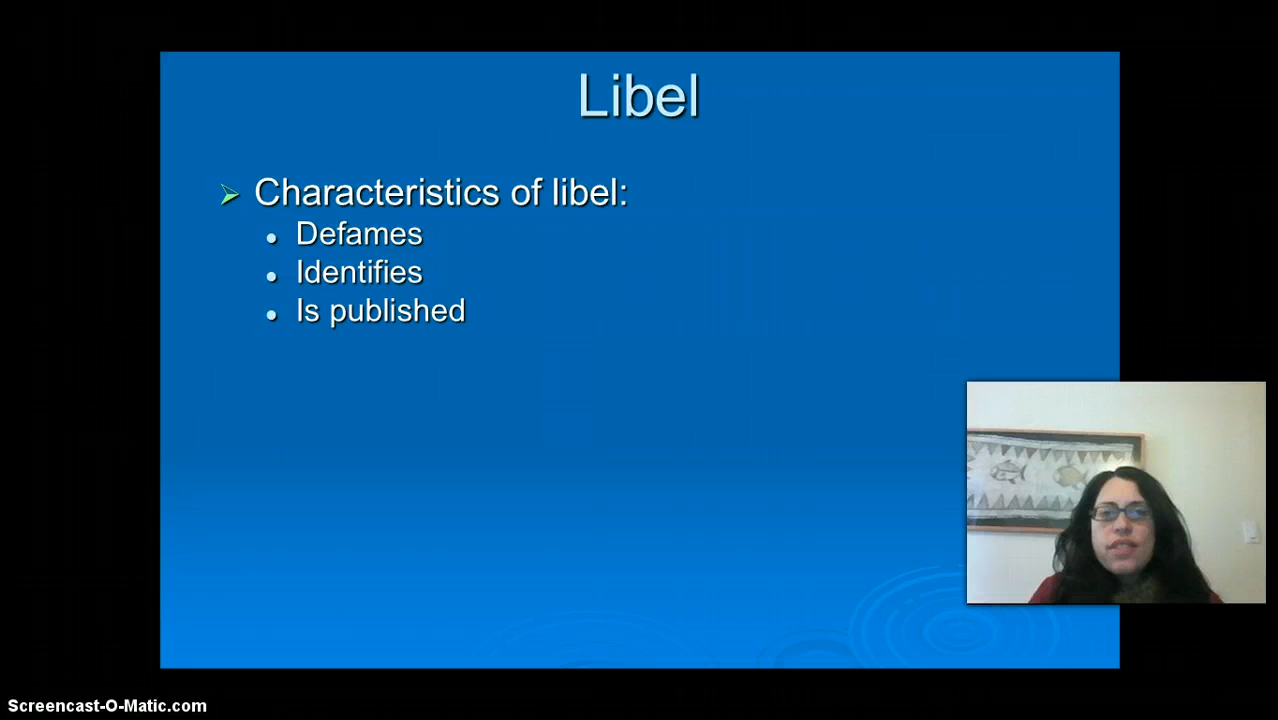 Libel
Characteristics of libel:
Defames
Identifies
Is published
Screencast-O-Matic.com